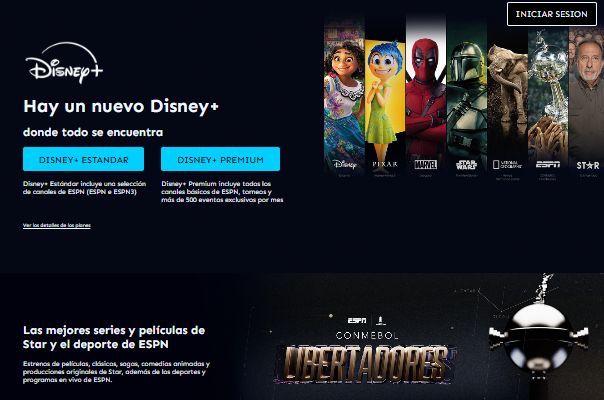 INICIAR SESION
Disney+
Hay un nuevo Disney+
donde todo se encuentra
DISNEY+ ESTANDAR
DISNEY+ PREMIUM
Disney+ Estándar incluye una selección
de canales de ESPN (ESPN e ESPN3)
Disney+ Premium incluye todos los
canales básicos de ESPN, torneos y
más de 500 eventos exclusivos por mes
Ver los detalles de los planes
Disney
PIXAR
MARVEL
STAR WARS
NATIONAL GEOGRAPHIC
ESPN
STAR
Las mejores series y películas de
Star y el deporte de ESPN
Estrenos de películas, clásicos, sagas, comedias animadas y
producciones originales de Star, además de los deportes y
programas en vivo de ESPN.
ESPN
CONMEBOL
LIBERTADORES